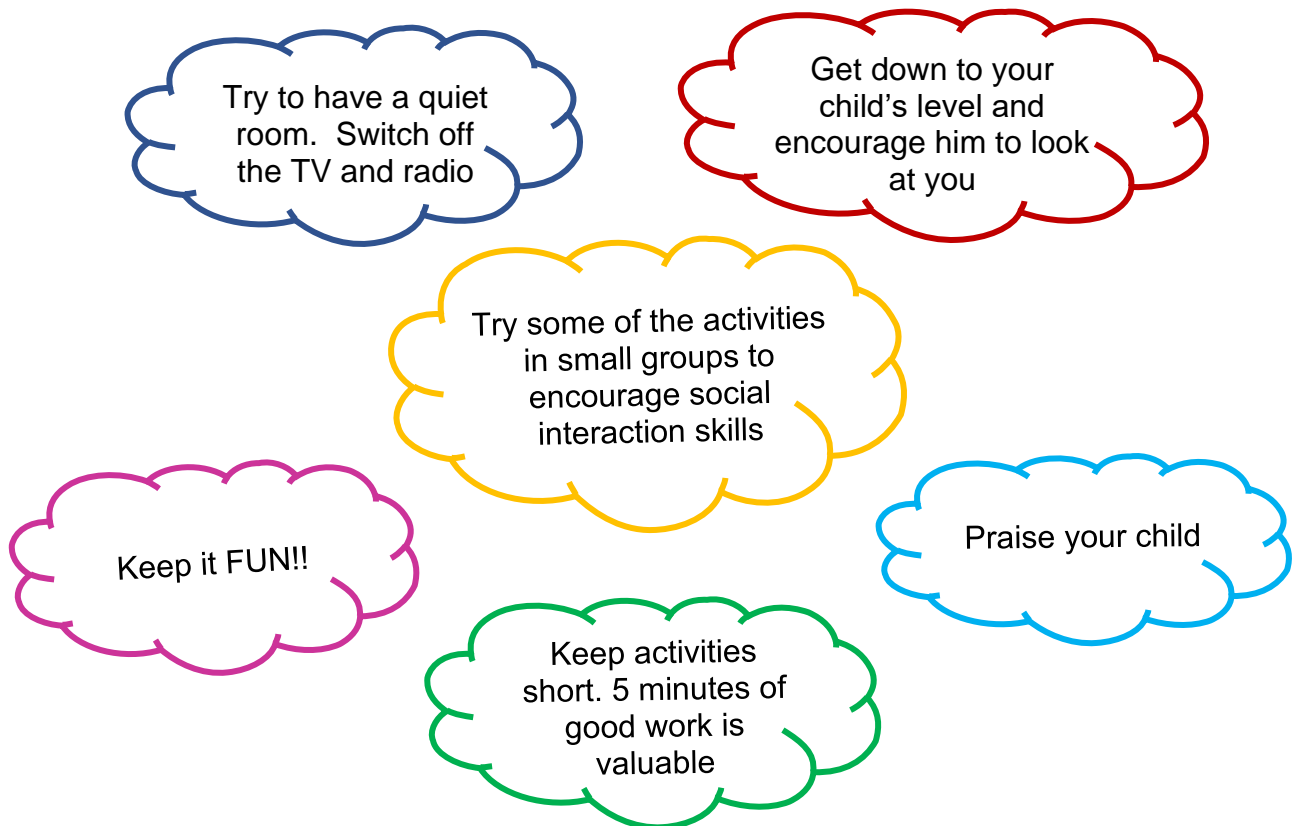 Try to have a quiet
room.  Switch off
the TV and radio
Get down to your
child's level and
encourage him to look
at you
Try some of the activities
in small groups to
encourage social
interaction skills
Keep it FUN!!
Praise your child
Keep activities
short. 5 minutes of
good work is
valuable